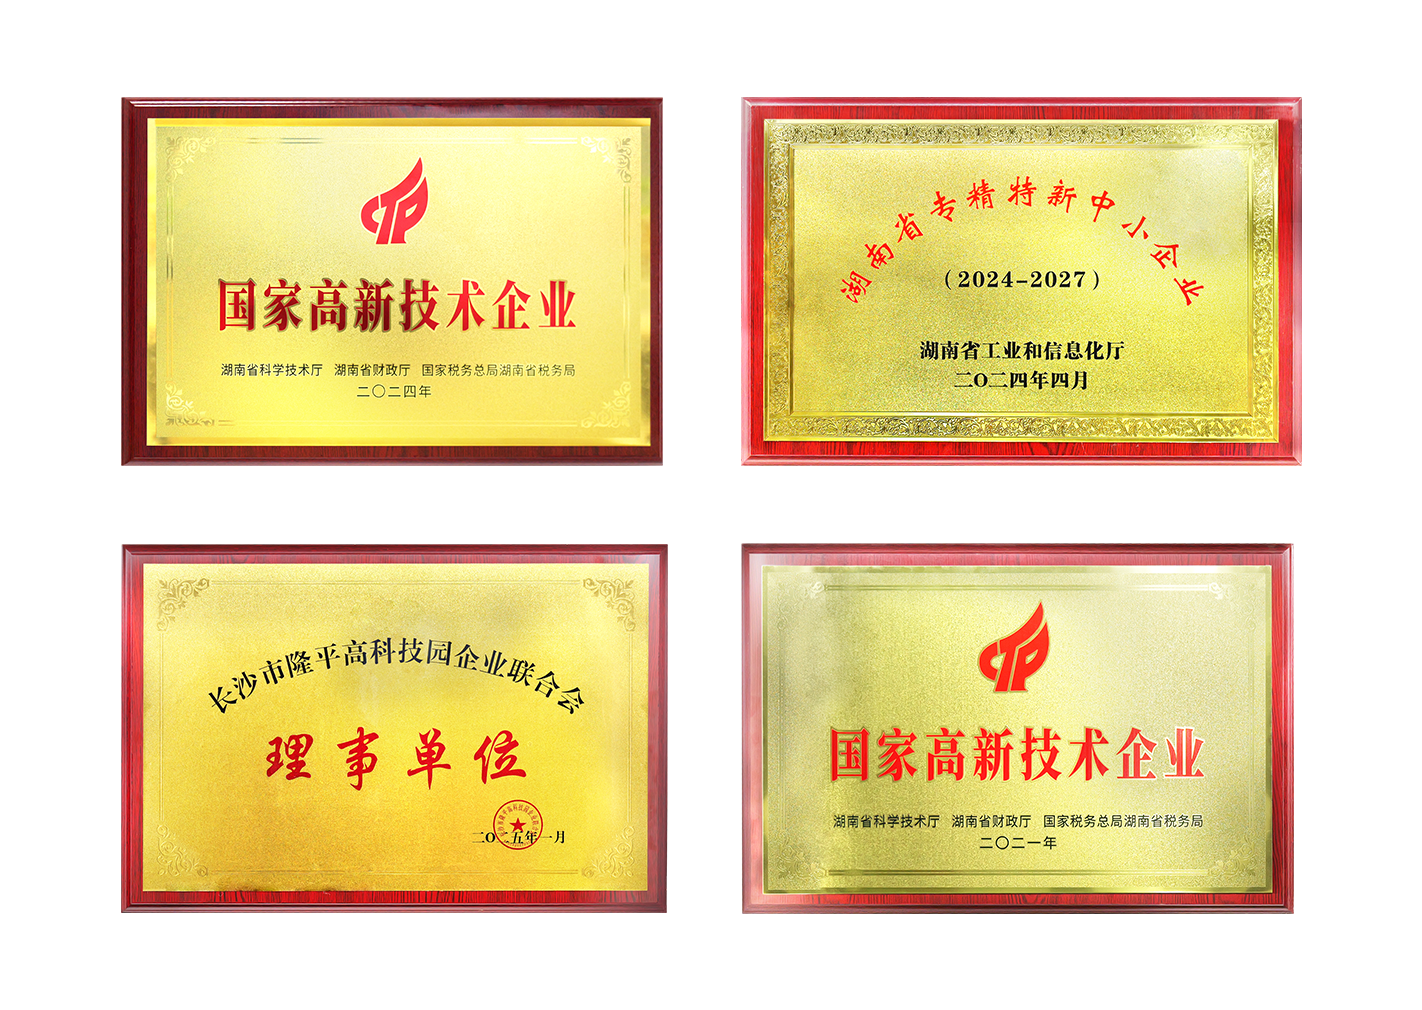 国家高新技术企业
湖南省科学技术厅 湖南省财政厅 国家税务总局湖南省税务局
二〇二四年
湖南省专精特新中小企业
（2024-2027）
湖南省工业和信息化厅
二O二四年四月
长沙市隆平高科技园企业联合会
理事单位
二O二五年一月
国家高新技术企业
湖南省科学技术厅 湖南省财政厅 国家税务总局湖南省税务局
二〇二一年